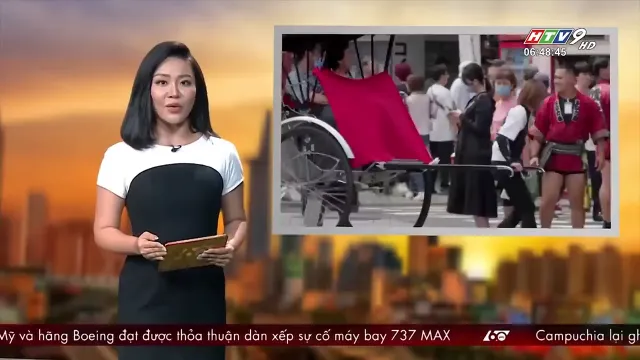 HTV9 HD
06:48:45
Mỹ và hãng Boeing đạt được thỏa thuận dàn xếp sự cố máy bay 737 MAX 60 Campuchia lại gh